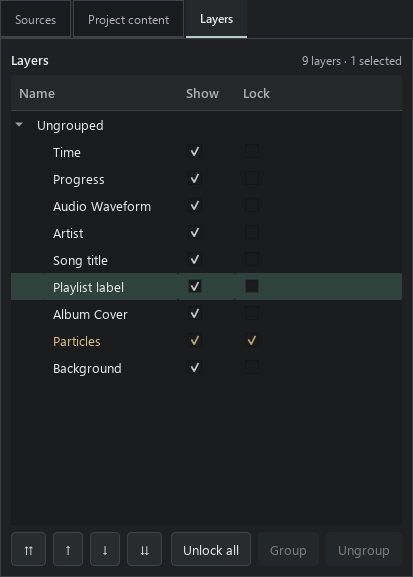 Sources Project content Layers
Layers 9 layers · 1 selected
Name Show Lock
Ungrouped
Time
Progress
Audio Waveform
Artist
Song title
Playlist label
Album Cover
Particles
Background
⇈ ↑ ↓ ⇊ Unlock all Group Ungroup